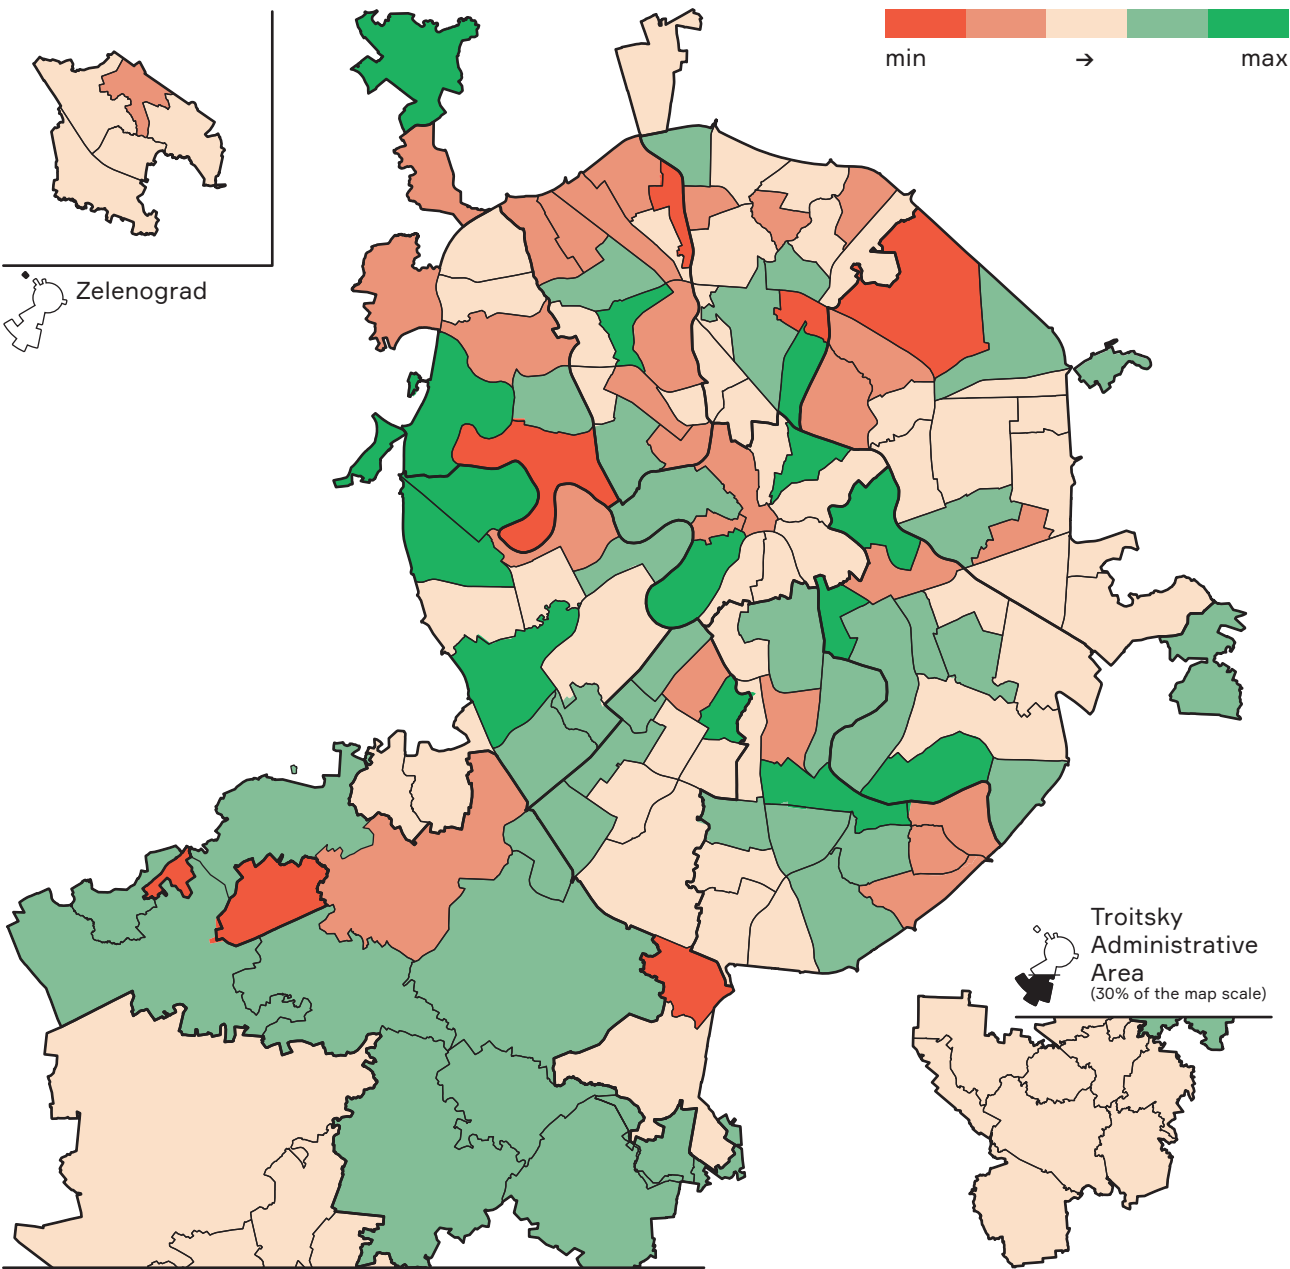 min → max
Zelenograd
Troitsky
Administrative
Area
(30% of the map scale)